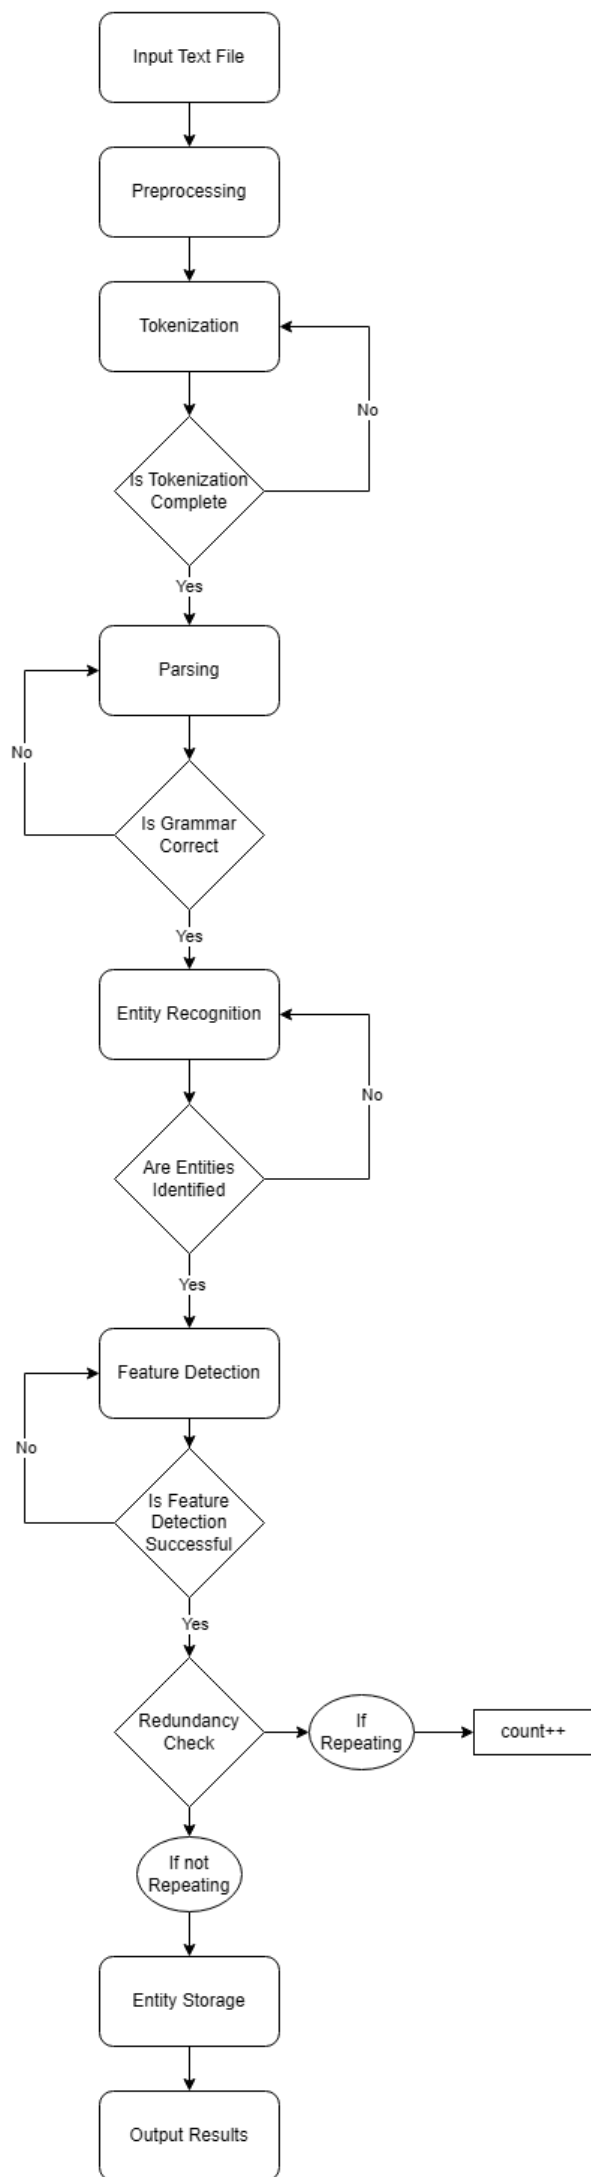 Input Text File
Preprocessing
Tokenization
No
Is Tokenization
Complete
Yes
Parsing
No
Is Grammar
Correct
Yes
Entity Recognition
No
Are Entities
Identified
Yes
Feature Detection
No
Is Feature
Detection
Successful
Yes
Redundancy
Check
If
Repeating
count++
If not
Repeating
Entity Storage
Output Results